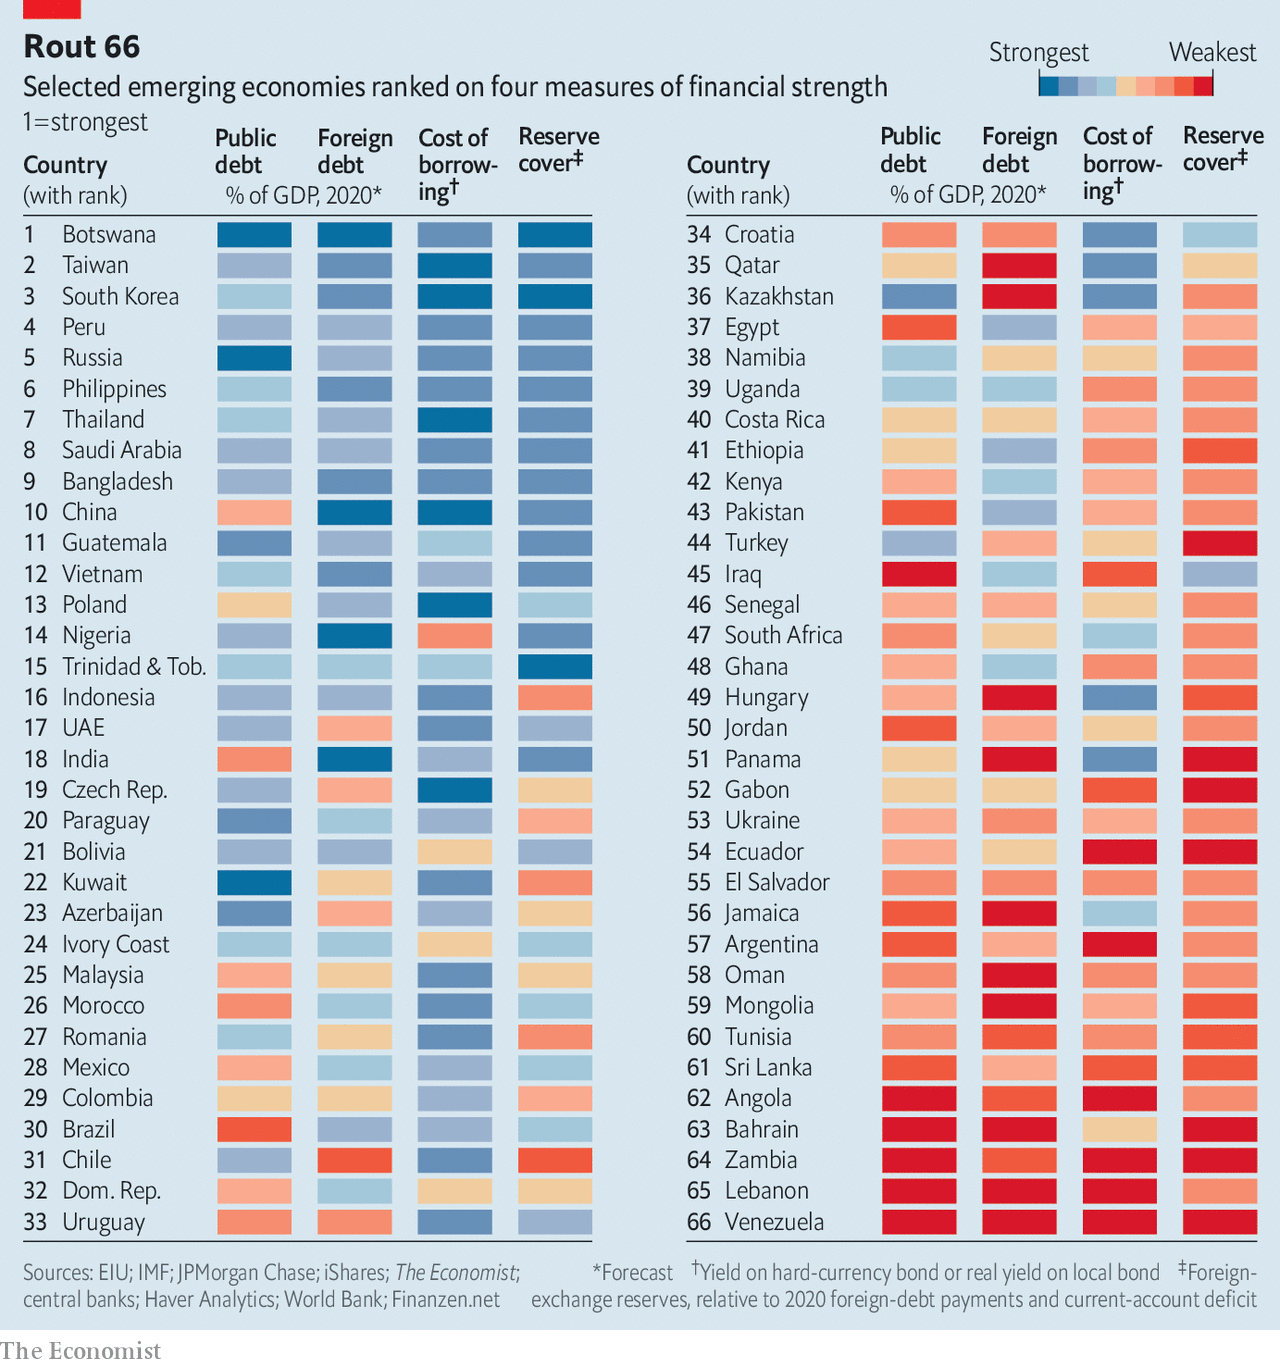 Rout 66
Selected emerging economies ranked on four measures of financial strength
1=strongest
Strongest Weakest
Country
(with rank)
Public
debt
Foreign
debt
% of GDP, 2020*
Cost of
borrow-
ing†
Reserve
cover‡
1 Botswana
2 Taiwan
3 South Korea
4 Peru
5 Russia
6 Philippines
7 Thailand
8 Saudi Arabia
9 Bangladesh
10 China
11 Guatemala
12 Vietnam
13 Poland
14 Nigeria
15 Trinidad & Tob.
16 Indonesia
17 UAE
18 India
19 Czech Rep.
20 Paraguay
21 Bolivia
22 Kuwait
23 Azerbaijan
24 Ivory Coast
25 Malaysia
26 Morocco
27 Romania
28 Mexico
29 Colombia
30 Brazil
31 Chile
32 Dom. Rep.
33 Uruguay
Country
(with rank)
Public
debt
Foreign
debt
% of GDP, 2020*
Cost of
borrow-
ing†
Reserve
cover‡
34 Croatia
35 Qatar
36 Kazakhstan
37 Egypt
38 Namibia
39 Uganda
40 Costa Rica
41 Ethiopia
42 Kenya
43 Pakistan
44 Turkey
45 Iraq
46 Senegal
47 South Africa
48 Ghana
49 Hungary
50 Jordan
51 Panama
52 Gabon
53 Ukraine
54 Ecuador
55 El Salvador
56 Jamaica
57 Argentina
58 Oman
59 Mongolia
60 Tunisia
61 Sri Lanka
62 Angola
63 Bahrain
64 Zambia
65 Lebanon
66 Venezuela
Sources: EIU; IMF; JPMorgan Chase; iShares; The Economist;
central banks; Haver Analytics; World Bank; Finanzen.net
*Forecast †Yield on hard-currency bond or real yield on local bond ‡Foreign-
exchange reserves, relative to 2020 foreign-debt payments and current-account deficit
The Economist